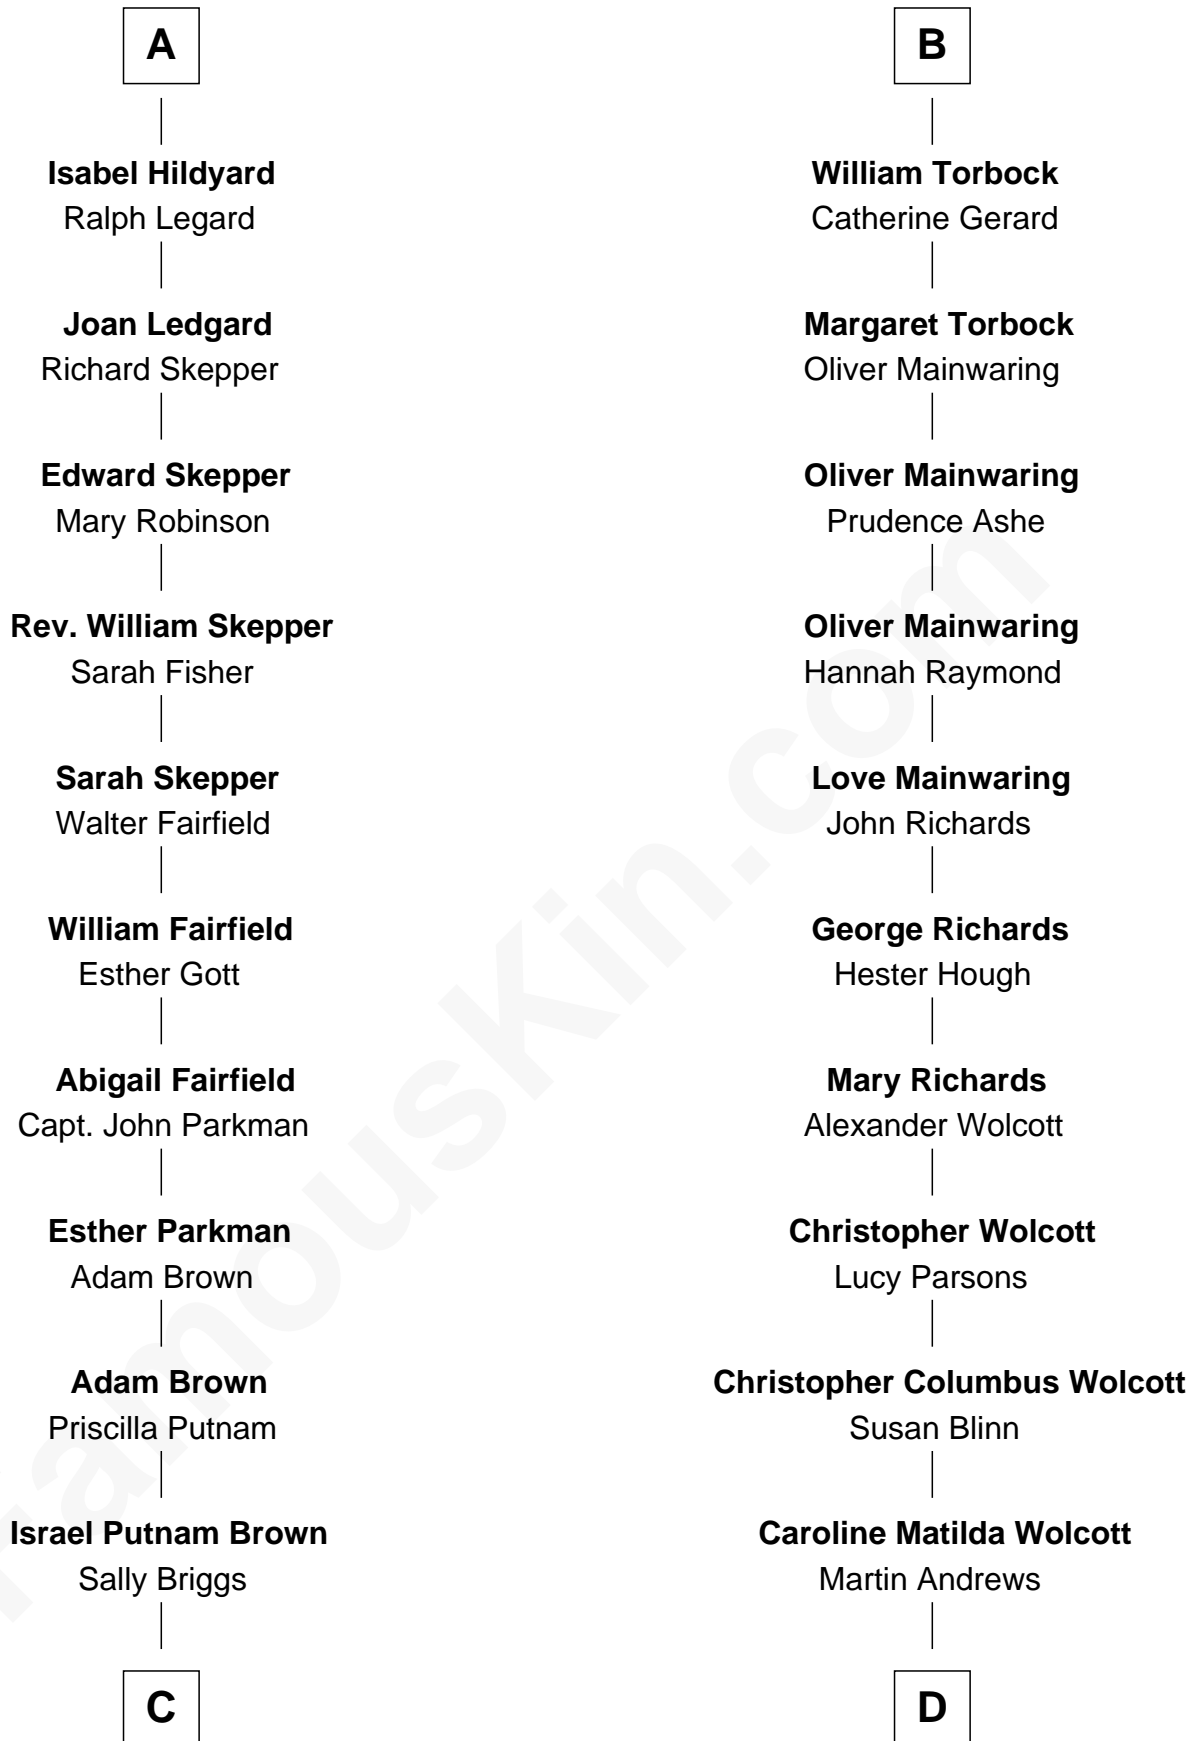 A
Isabel Hildyard
Ralph Legard
Joan Ledgard
Richard Skepper
Edward Skepper
Mary Robinson
Rev. William Skepper
Sarah Fisher
Sarah Skepper
Walter Fairfield
William Fairfield
Esther Gott
Abigail Fairfield
Capt. John Parkman
Esther Parkman
Adam Brown
Adam Brown
Priscilla Putnam
Israel Putnam Brown
Sally Briggs
C
B
William Torbock
Catherine Gerard
Margaret Torbock
Oliver Mainwaring
Oliver Mainwaring
Prudence Ashe
Oliver Mainwaring
Hannah Raymond
Love Mainwaring
John Richards
George Richards
Hester Hough
Mary Richards
Alexander Wolcott
Christopher Wolcott
Lucy Parsons
Christopher Columbus Wolcott
Susan Blinn
Caroline Matilda Wolcott
Martin Andrews
D
FamousKin.com